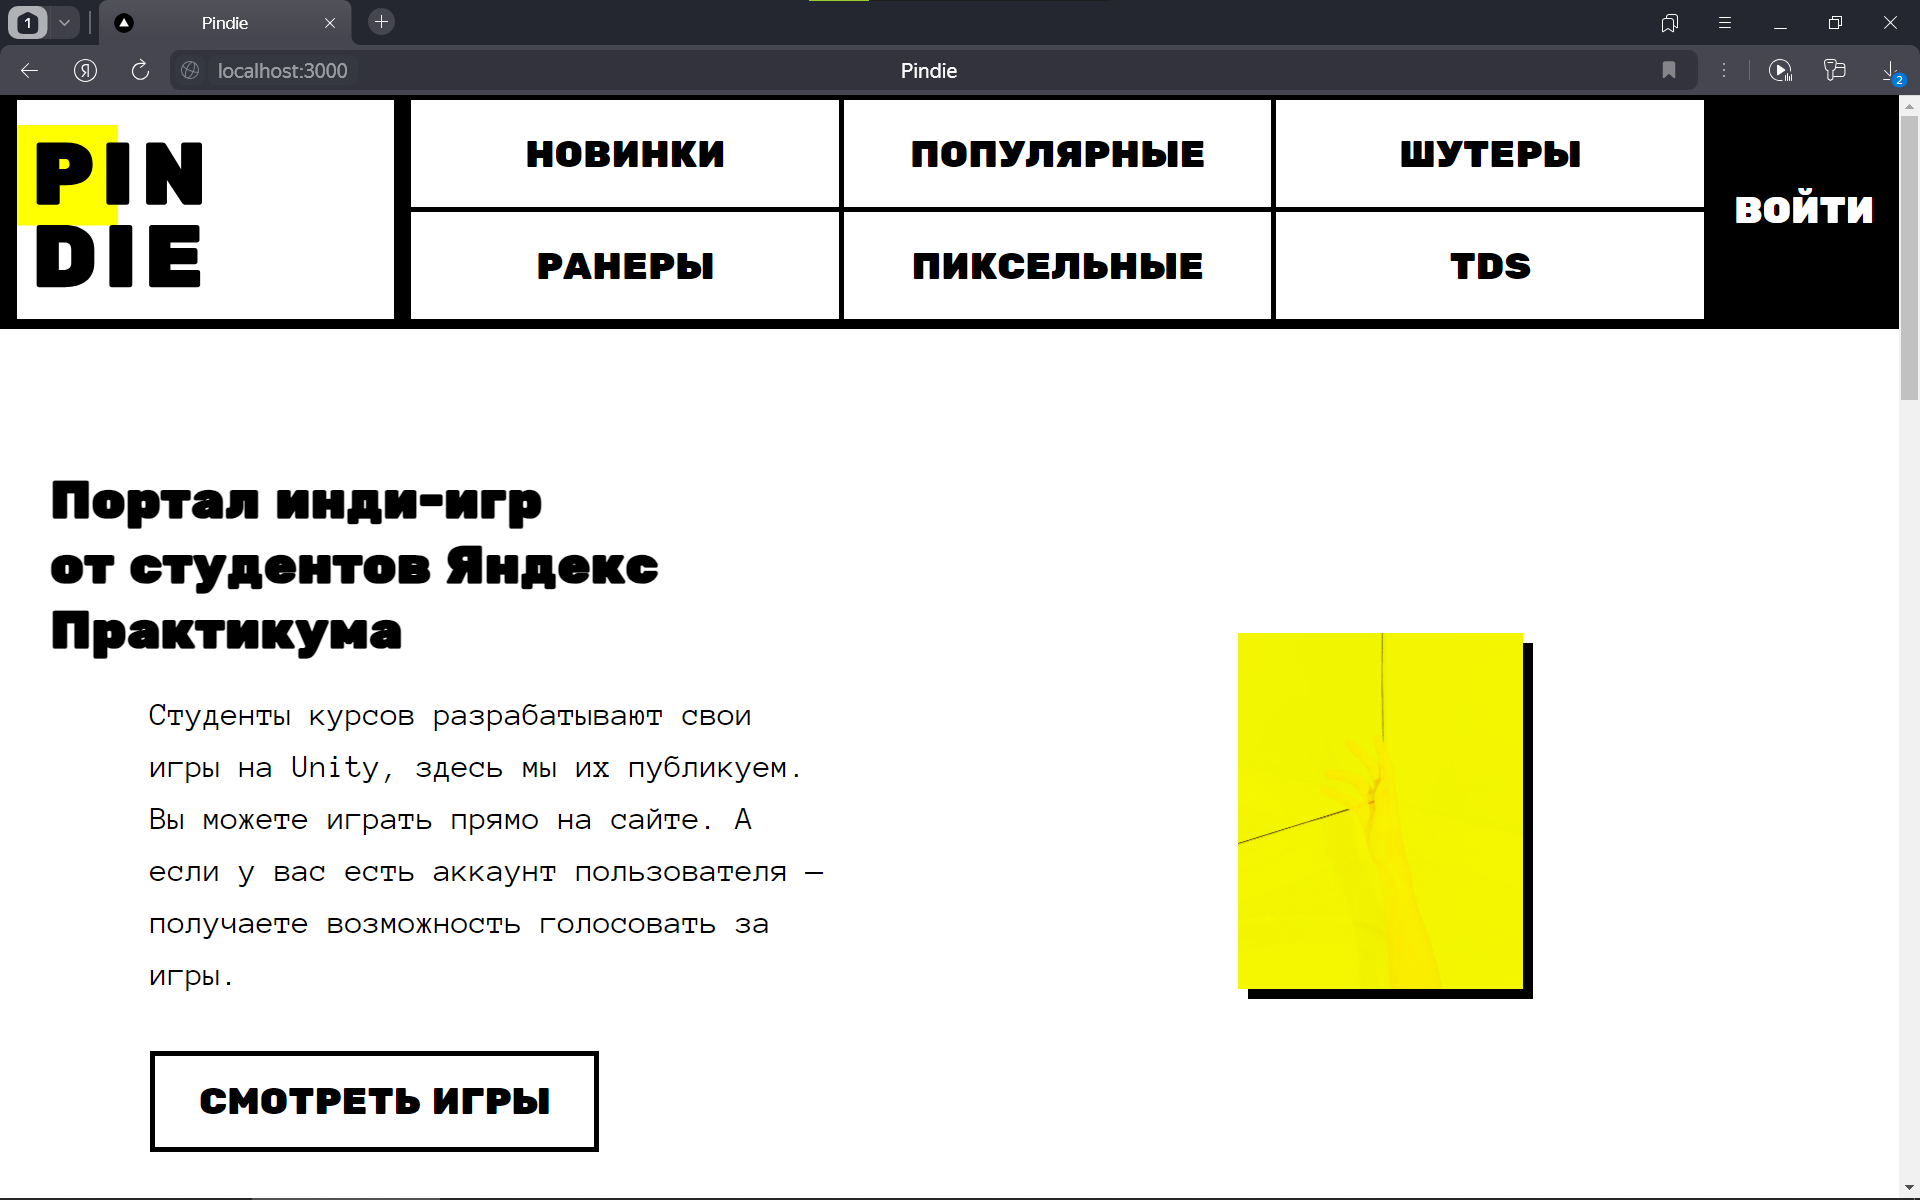 1
Pindie
localhost:3000
Pindie
2
PIN
DIE
НОВИНКИ
ПОПУЛЯРНЫЕ
ШУТЕРЫ
РАНЕРЫ
ПИКСЕЛЬНЫЕ
TDS
ВОЙТИ
Портал инди-игр
от студентов Яндекс
Практикума
Студенты курсов разрабатывают свои
игры на Unity, здесь мы их публикуем.
Вы можете играть прямо на сайте. А
если у вас есть аккаунт пользователя —
получаете возможность голосовать за
игры.
СМОТРЕТЬ ИГРЫ